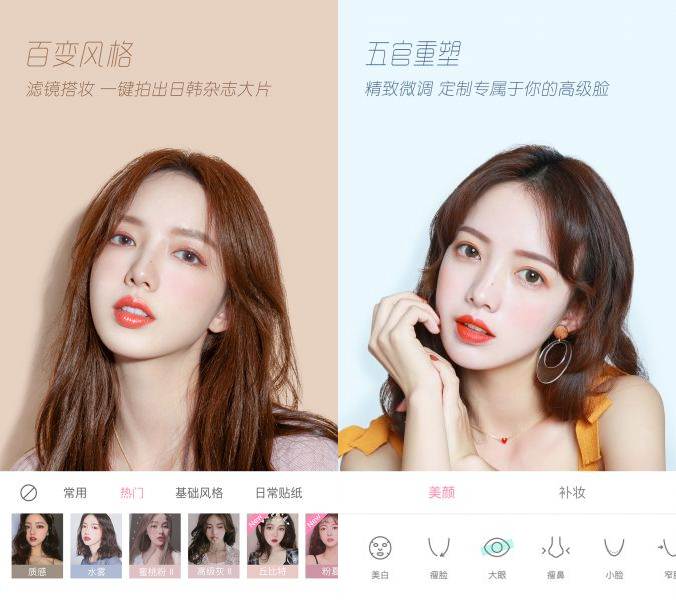 百变风格
滤镜搭妆 一键拍出日韩杂志大片
常用 热门 基础风格 日常贴纸
质感 水雾 蜜桃粉 II 高级灰 II New! 丘比特 New!
五官重塑
精致微调 定制专属于你的高级脸
美颜 补妆
美白 瘦脸 大眼 瘦鼻 小脸